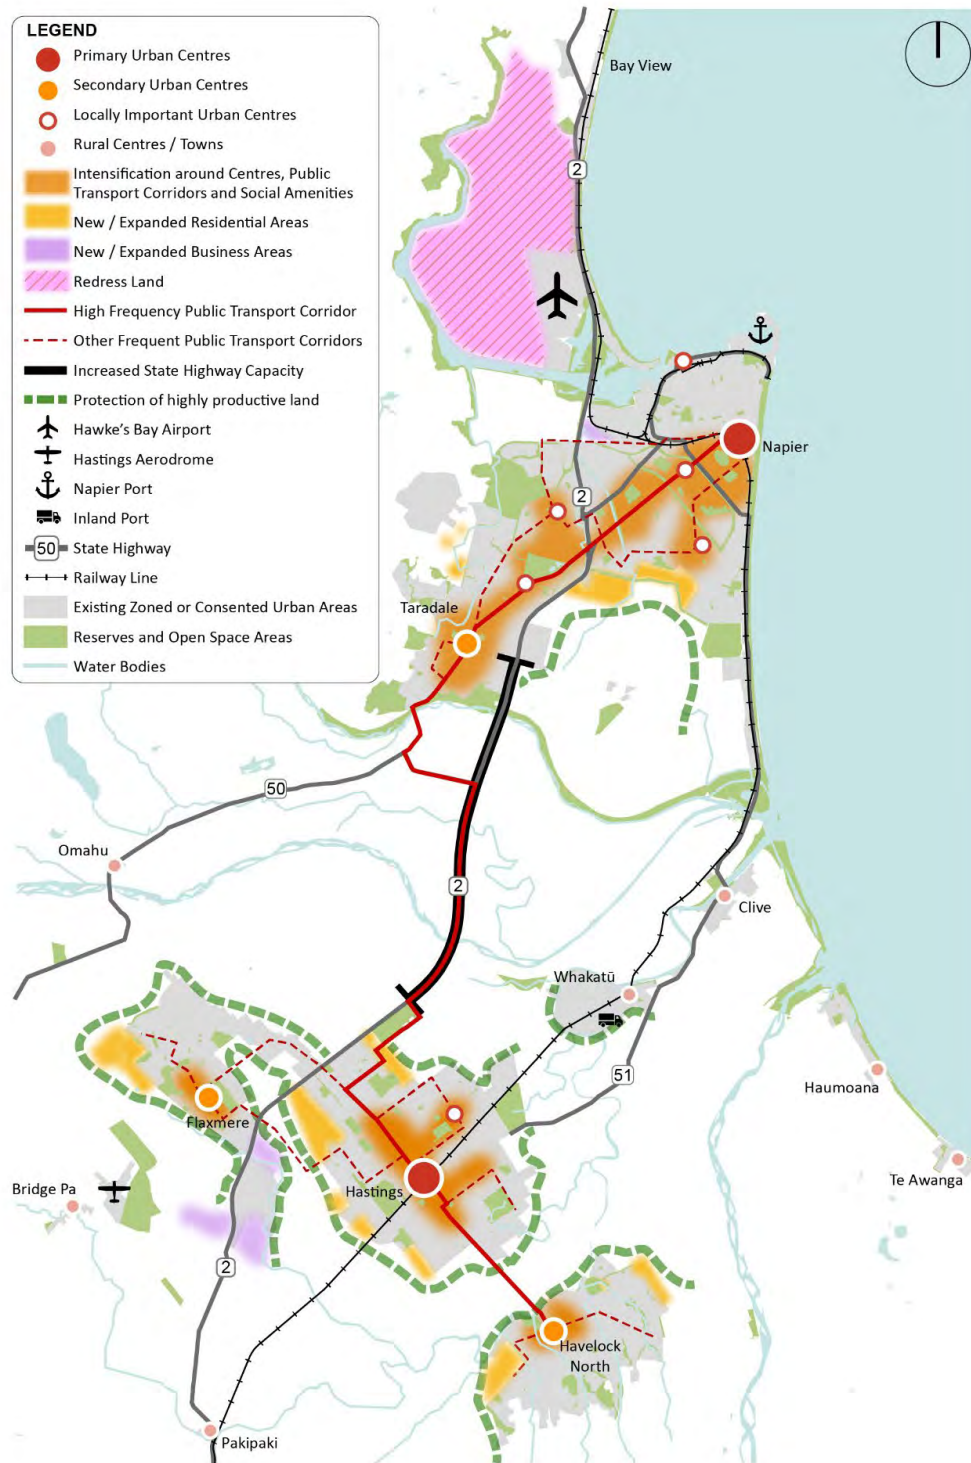 LEGEND
Primary Urban Centres
Secondary Urban Centres
Locally Important Urban Centres
Rural Centres / Towns
Intensification around Centres, Public
Transport Corridors and Social Amenities
New / Expanded Residential Areas
New / Expanded Business Areas
Redress Land
High Frequency Public Transport Corridor
Other Frequent Public Transport Corridors
Increased State Highway Capacity
Protection of highly productive land
Hawke's Bay Airport
Hastings Aerodrome
Napier Port
Inland Port
50
State Highway
Railway Line
Existing Zoned or Consented Urban Areas
Reserves and Open Space Areas
Water Bodies
Bay View
2
Napier
2
Taradale
50
Omahu
2
Clive
Whakatū
51
Haumoana
Flaxmere
Te Awanga
Bridge Pa
Hastings
2
Havelock
North
Pakipaki